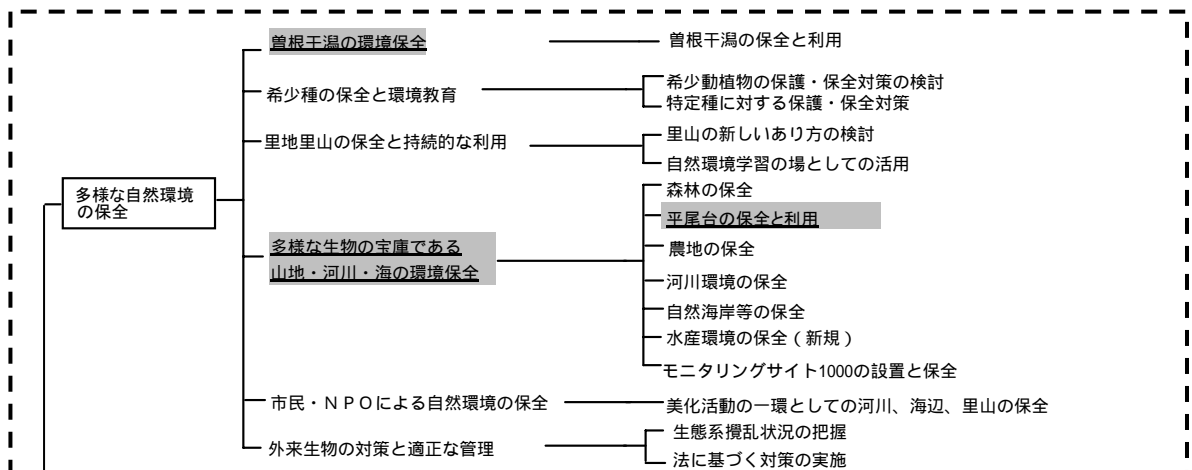 曽根干潟の環境保全
曽根干潟の保全と利用
希少種の保全と環境教育
希少動植物の保護・保全対策の検討
特定種に対する保護・保全対策
里地里山の保全と持続的な利用
里山の新しいあり方の検討
自然環境学習の場としての活用
多様な自然環境
の保全
多様な生物の宝庫である
山地・河川・海の環境保全
森林の保全
平尾台の保全と利用
農地の保全
河川環境の保全
自然海岸等の保全
水産環境の保全(新規)
モニタリングサイト1000の設置と保全
市民・NPOによる自然環境の保全
美化活動の一環としての河川、海辺、里山の保全
外来生物の対策と適正な管理
生態系攪乱状況の把握
法に基づく対策の実施